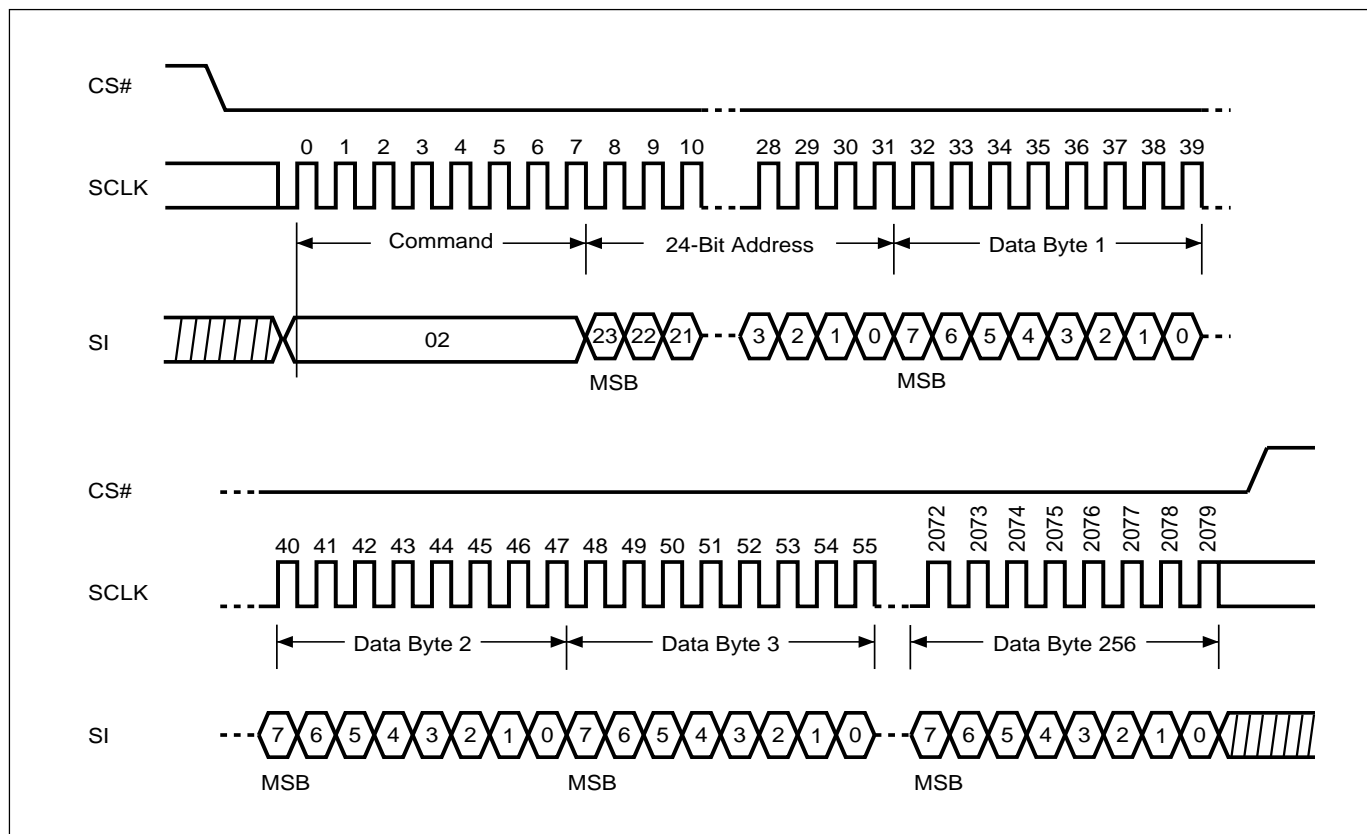 CS#
0 1 2 3 4 5 6 7 8 9 10 28 29 30 31 32 33 34 35 36 37 38 39
SCLK
Command 24-Bit Address Data Byte 1
SI 02 23 22 21 3 2 1 0 7 6 5 4 3 2 1 0
MSB MSB
CS#
2072 2073 2074 2075 2076 2077 2078 2079
40 41 42 43 44 45 46 47 48 49 50 51 52 53 54 55
SCLK
Data Byte 2 Data Byte 3 Data Byte 256
SI 7 6 5 4 3 2 1 0 7 6 5 4 3 2 1 0 7 6 5 4 3 2 1 0
MSB MSB MSB